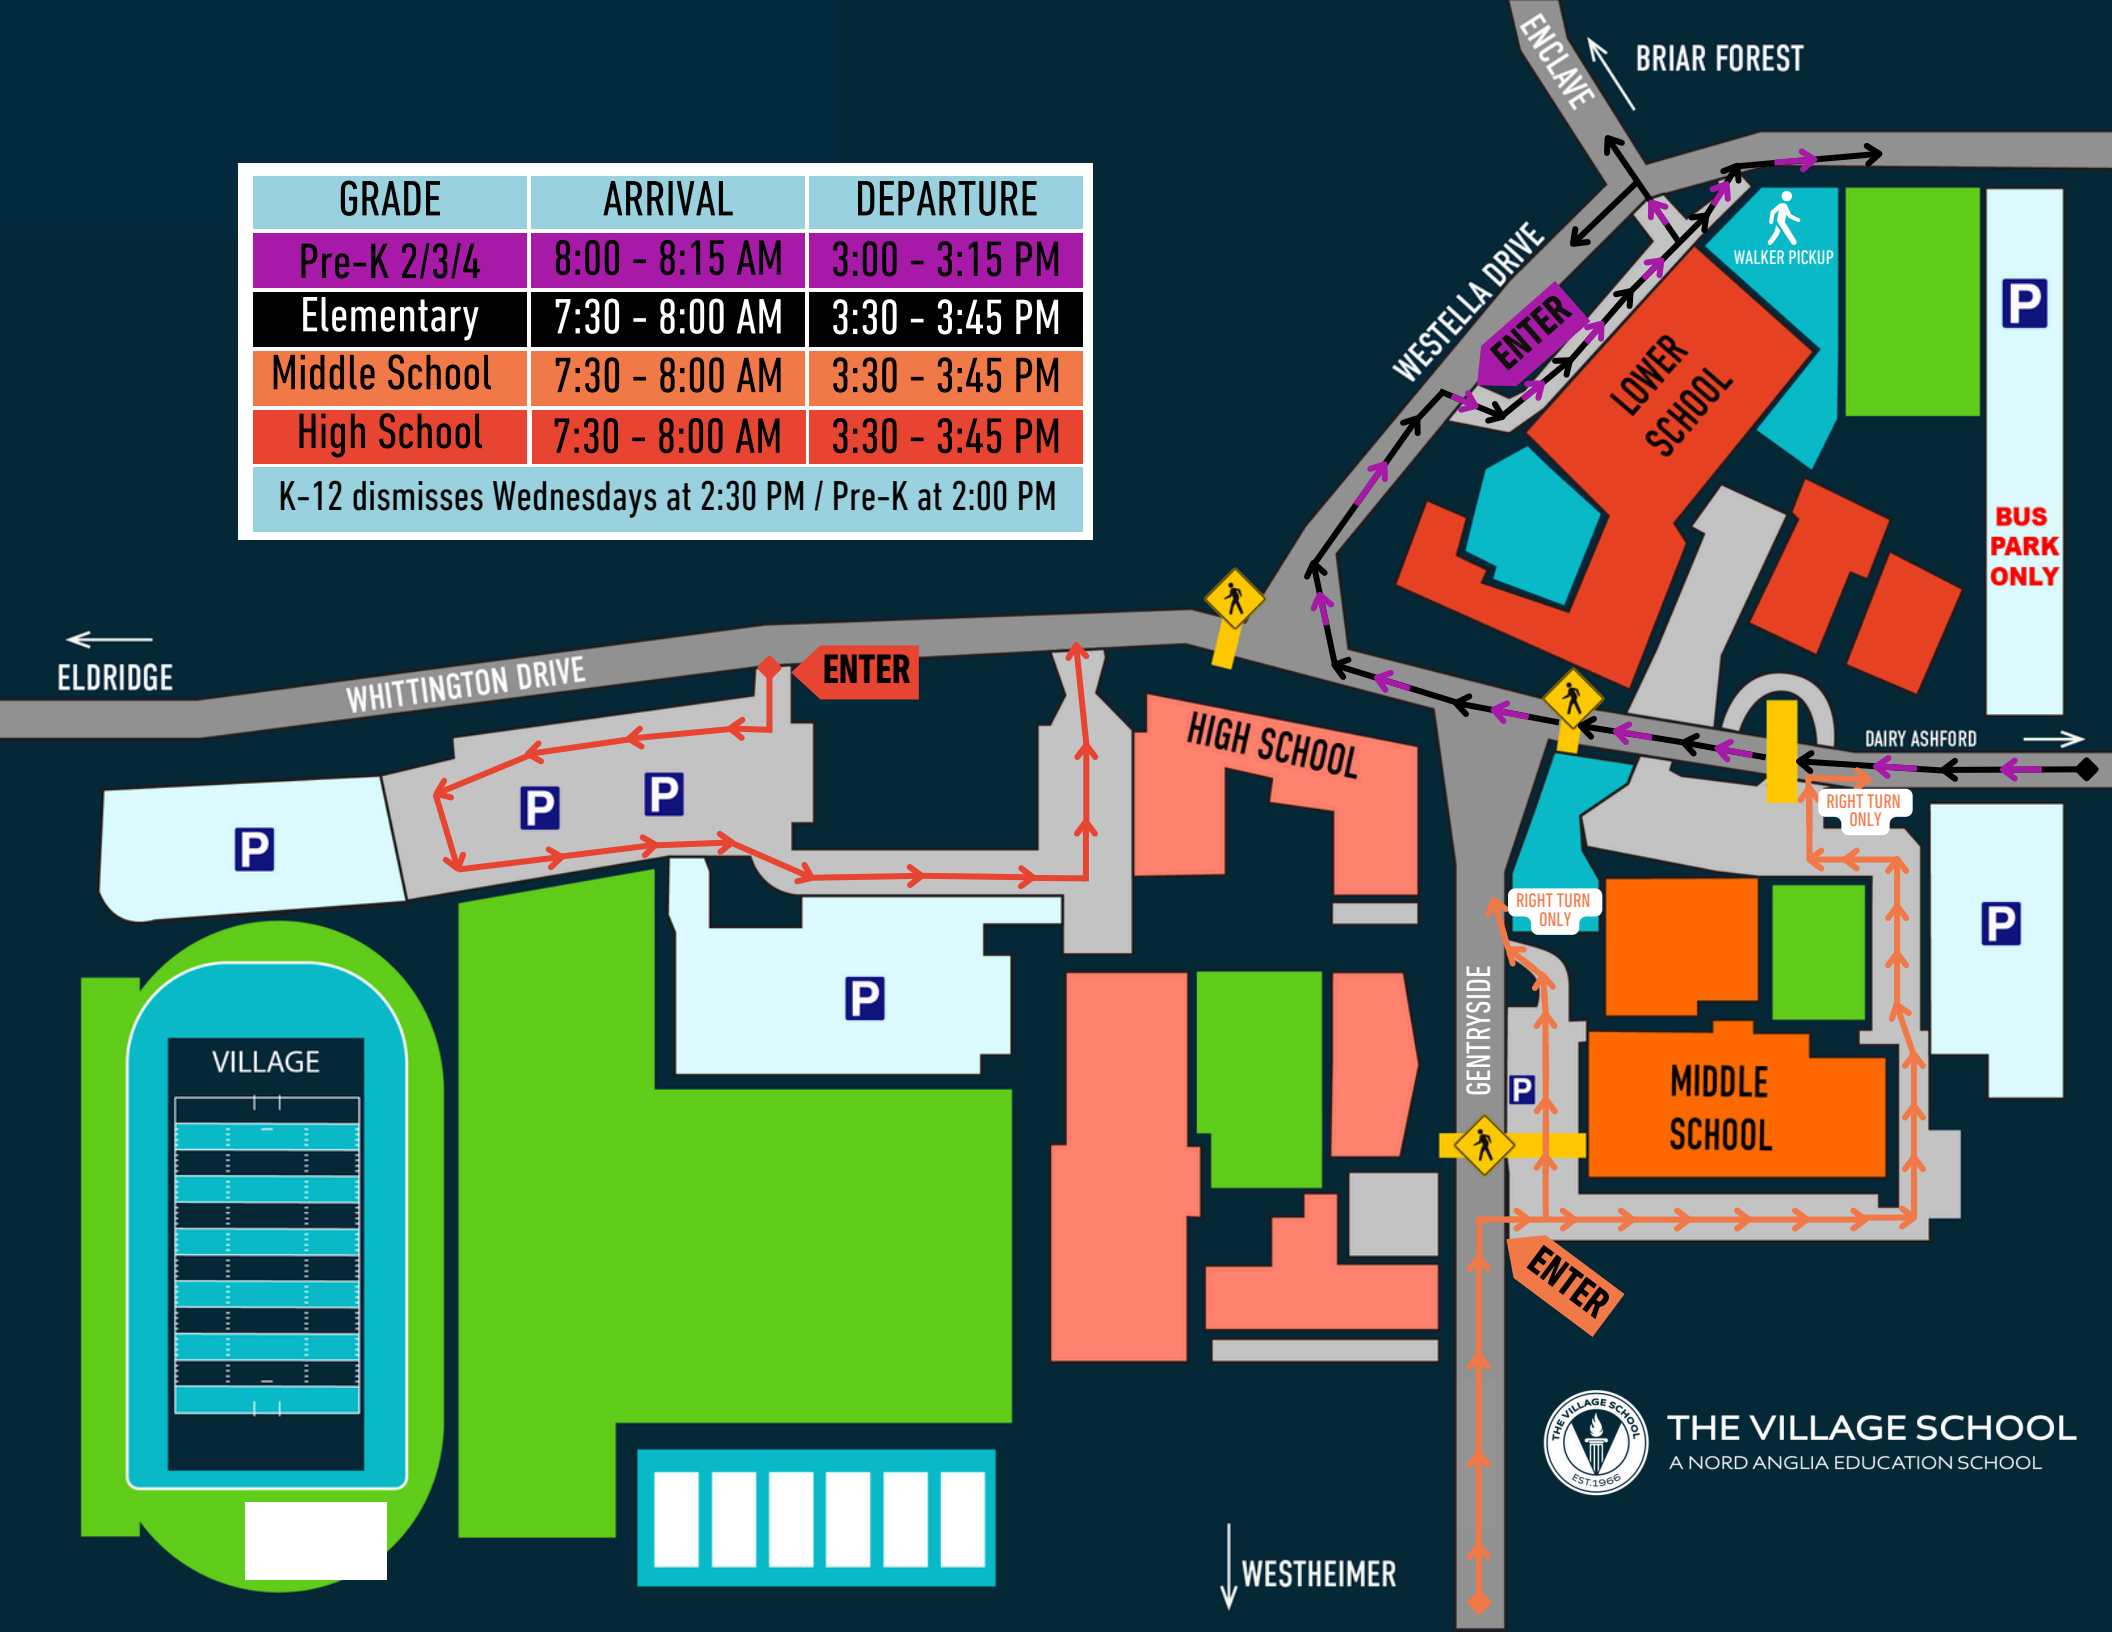 ENCLAVE
BRIAR FOREST
GRADE ARRIVAL DEPARTURE
Pre-K 2/3/4 8:00 - 8:15 AM 3:00 - 3:15 PM
Elementary 7:30 - 8:00 AM 3:30 - 3:45 PM
Middle School 7:30 - 8:00 AM 3:30 - 3:45 PM
High School 7:30 - 8:00 AM 3:30 - 3:45 PM
K-12 dismisses Wednesdays at 2:30 PM / Pre-K at 2:00 PM
WESTELLA DRIVE
WALKER PICKUP
ENTER
LOWER
SCHOOL
P
BUS
PARK
ONLY
ELDRIDGE
WHITTINGTON DRIVE
ENTER
HIGH SCHOOL
DAIRY ASHFORD
RIGHT TURN
ONLY
P
P
P
P
RIGHT TURN
ONLY
P
GENTRYSIDE
P
MIDDLE
SCHOOL
VILLAGE
ENTER
THE VILLAGE SCHOOL
EST.1966
THE VILLAGE SCHOOL
A NORD ANGLIA EDUCATION SCHOOL
WESTHEIMER